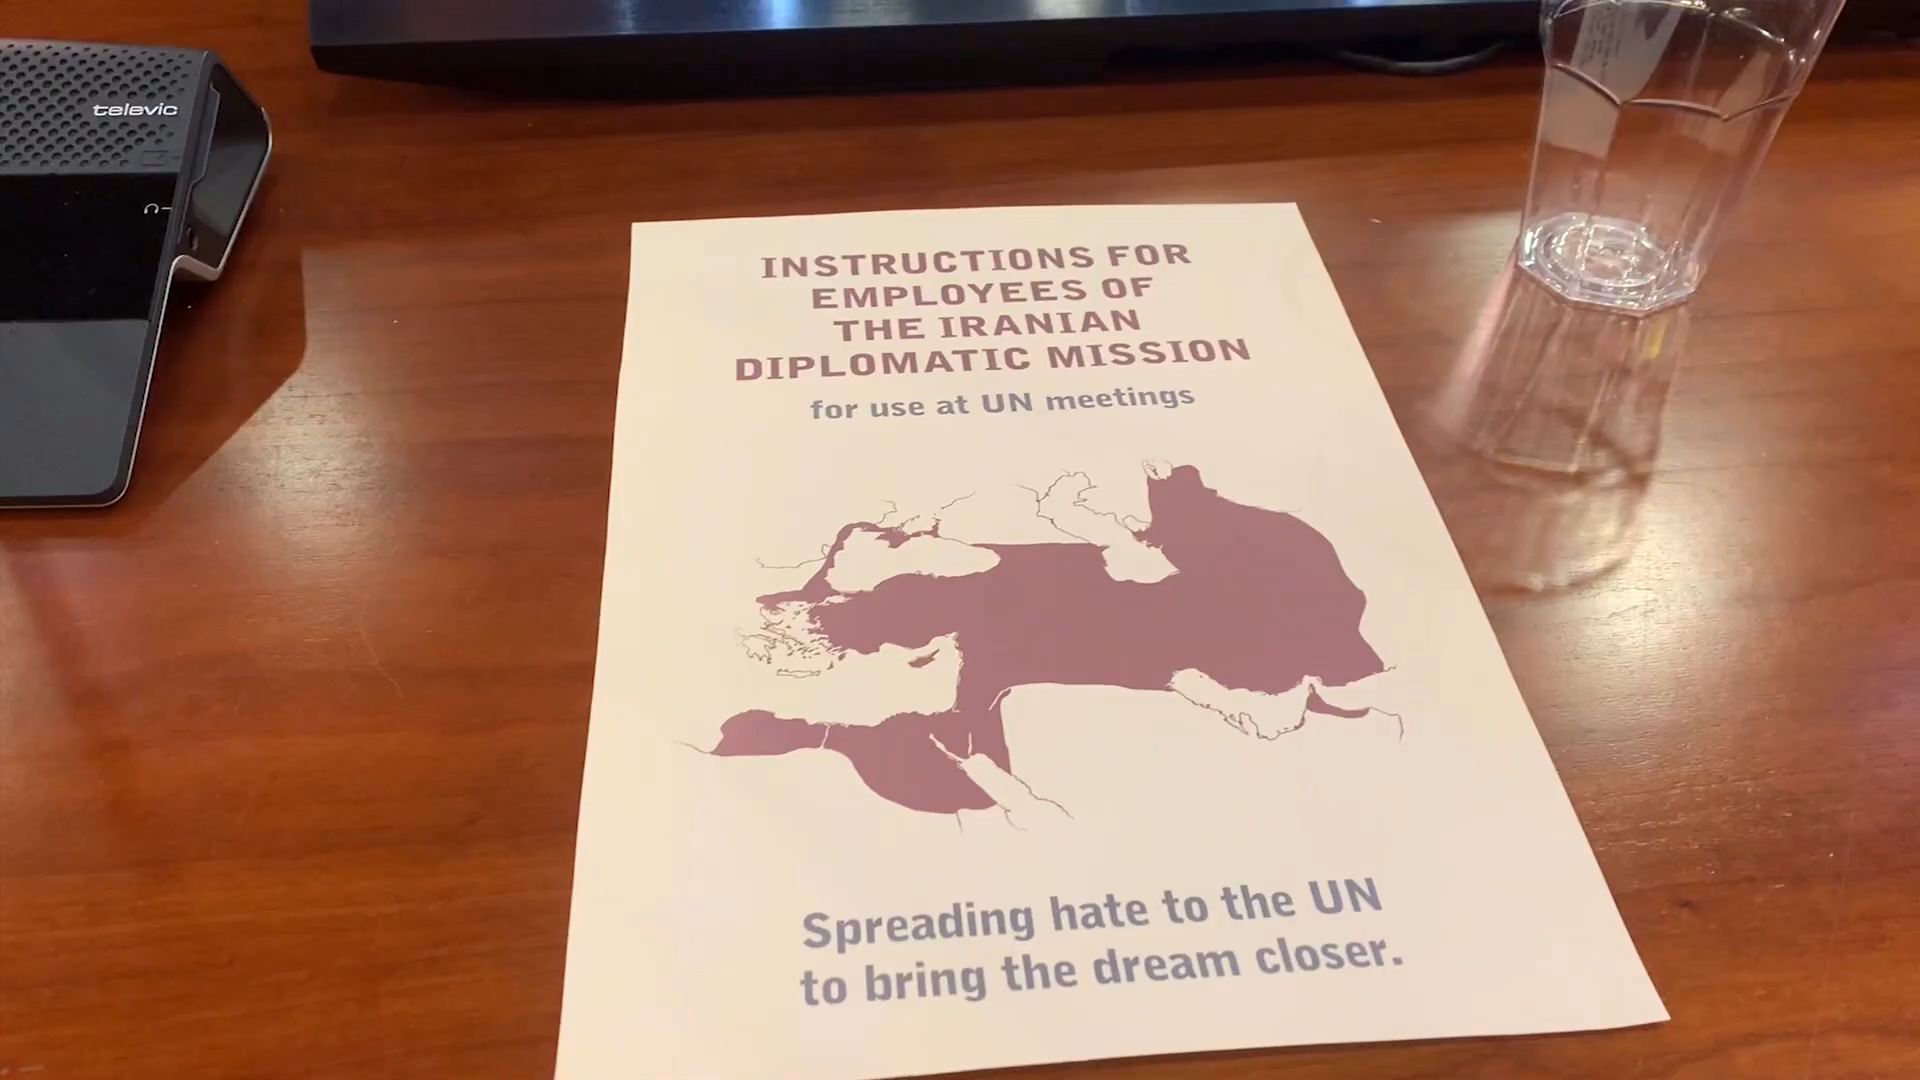 televic
INSTRUCTIONS FOR
EMPLOYEES OF
THE IRANIAN
DIPLOMATIC MISSION
for use at UN meetings
Spreading hate to the UN
to bring the dream closer.